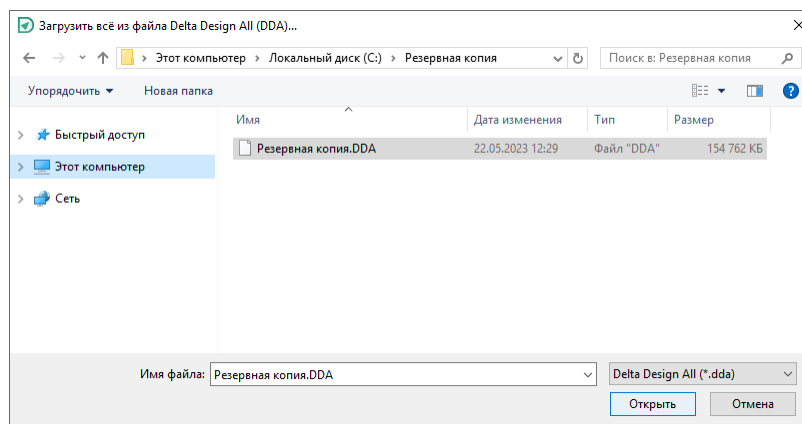 Загрузить всё из файла Delta Design All (DDA)...
Этот компьютер > Локальный диск (C:) > Резервная копия
Поиск в: Резервная копия
Упорядочить
Новая папка
Быстрый доступ
Этот компьютер
Сеть
Имя Дата изменения Тип Размер
Резервная копия.DDA 22.05.2023 12:29 Файл "DDA" 154 762 КБ
Имя файла: Резервная копия.DDA
Delta Design All (*.dda)
Открыть
Отмена